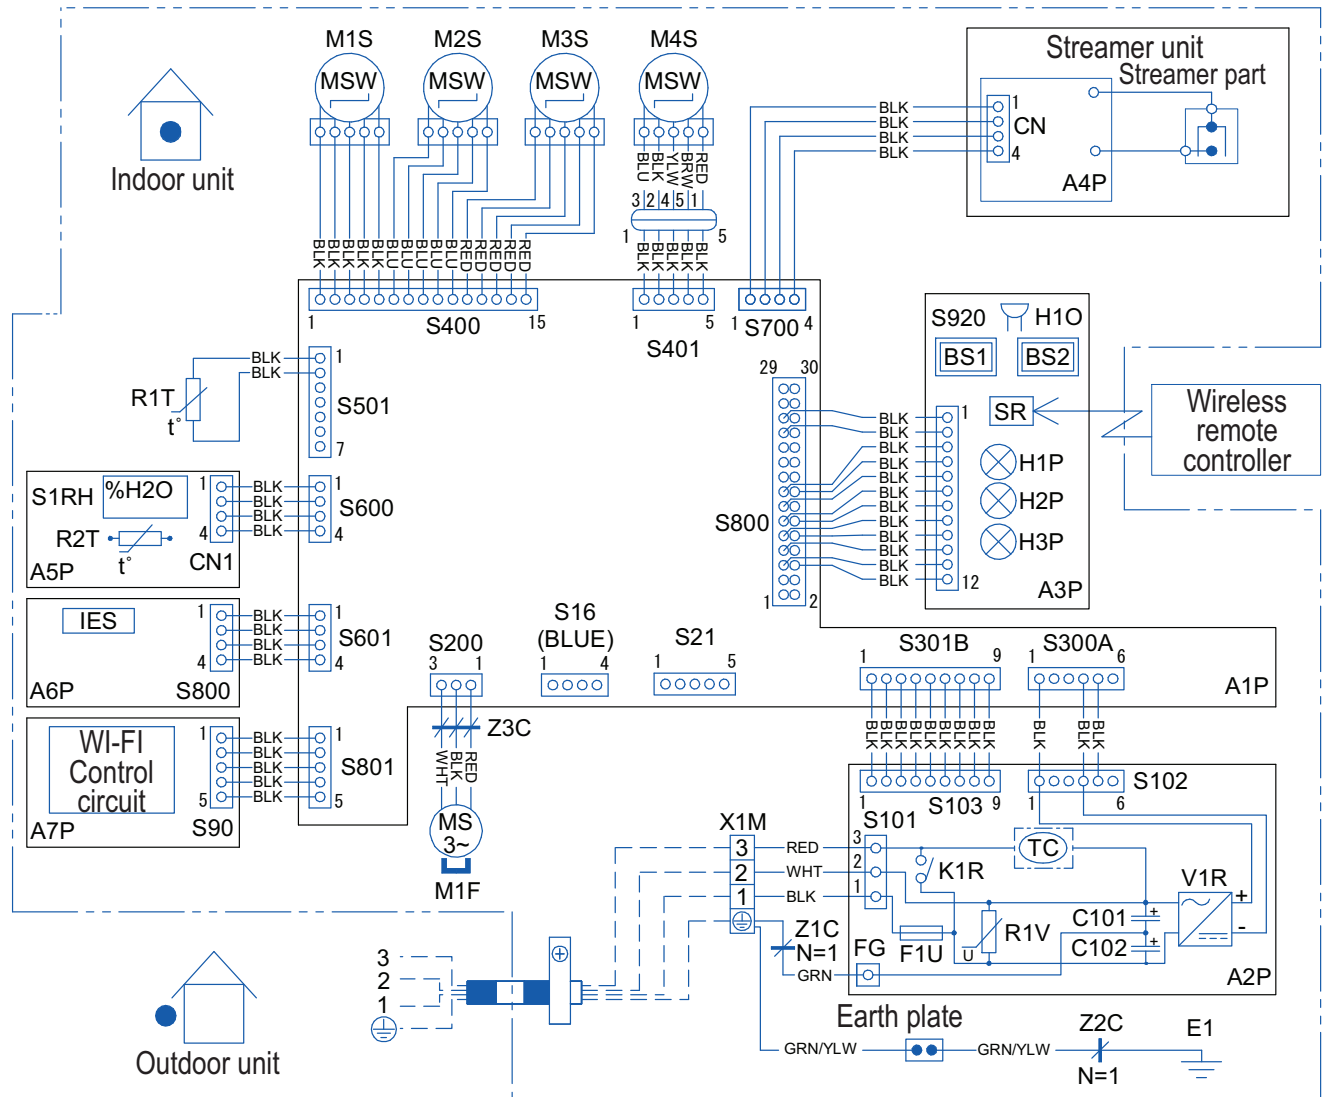 M1S M2S M3S M4S
MSW MSW MSW MSW
Streamer unit
Streamer part
BLK 1
BLK CN
BLK
BLK 4
A4P
Indoor unit
BLU BLK YLW BRW RED
3 2 4 5 1
1 5
BLK BLK BLK BLK BLK BLU BLU BLU BLU BLU RED RED RED RED RED
BLK BLK BLK BLK BLK
1 S400 15
1 S401 5
1 S700 4
S920 H1O
BS1 BS2
SR
H1P
H2P
H3P
A3P
Wireless
remote
controller
29 30
S800
1 2
BLK 1
BLK
BLK
BLK
BLK
BLK
BLK
BLK
BLK
BLK
BLK
BLK 12
R1T
t°
BLK 1
BLK
S501
7
S1RH %H2O
R2T
t°
A5P
CN1
1 BLK 1
BLK
BLK
4 BLK 4
S600
IES
A6P
S800
1 BLK 1
BLK
BLK
4 BLK 4
S601
WI-FI
Control
circuit
A7P
S90
1 BLK 1
BLK
BLK
BLK
5 BLK 5
S801
S200
3 1
Z3C
WHT BLK RED
MS
3~
M1F
S16
(BLUE)
1 4
S21
1 5
S301B
1 9
S300A
1 6
A1P
BLK BLK BLK BLK BLK BLK BLK BLK BLK
BLK BLK BLK
1 S103 9
1 6 S102
S101
X1M
3 RED 3
2 WHT 2
1 BLK 1
K1R
TC
V1R
+
-
C101 +
C102 +
R1V
U
F1U
FG
Z1C
N=1
GRN
A2P
3
2
1
Outdoor unit
Earth plate
GRN/YLW GRN/YLW
Z2C
N=1
E1